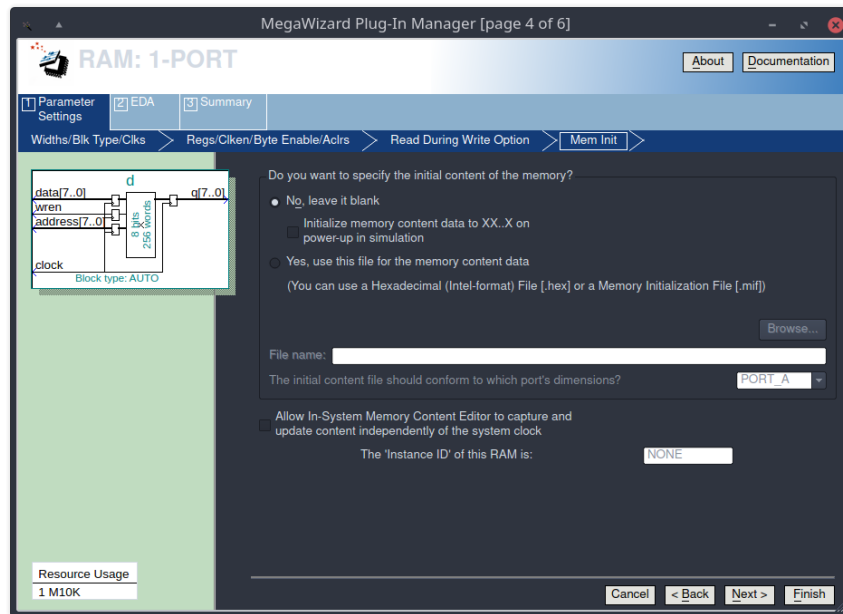 MegaWizard Plug-In Manager [page 4 of 6]
RAM: 1-PORT
About
Documentation
1 Parameter Settings
2 EDA
3 Summary
Widths/Blk Type/Clks
Regs/Clken/Byte Enable/Aclrs
Read During Write Option
Mem Init
d
data[7..0]
wren
address[7..0]
clock
q[7..0]
8 bits
256 words
Block type: AUTO
Do you want to specify the initial content of the memory?
No, leave it blank
Initialize memory content data to XX..X on
power-up in simulation
Yes, use this file for the memory content data
(You can use a Hexadecimal (Intel-format) File [.hex] or a Memory Initialization File [.mif])
Browse...
File name:
The initial content file should conform to which port's dimensions?
PORT_A
Allow In-System Memory Content Editor to capture and
update content independently of the system clock
The 'Instance ID' of this RAM is:
NONE
Resource Usage
1 M10K
Cancel
< Back
Next >
Finish